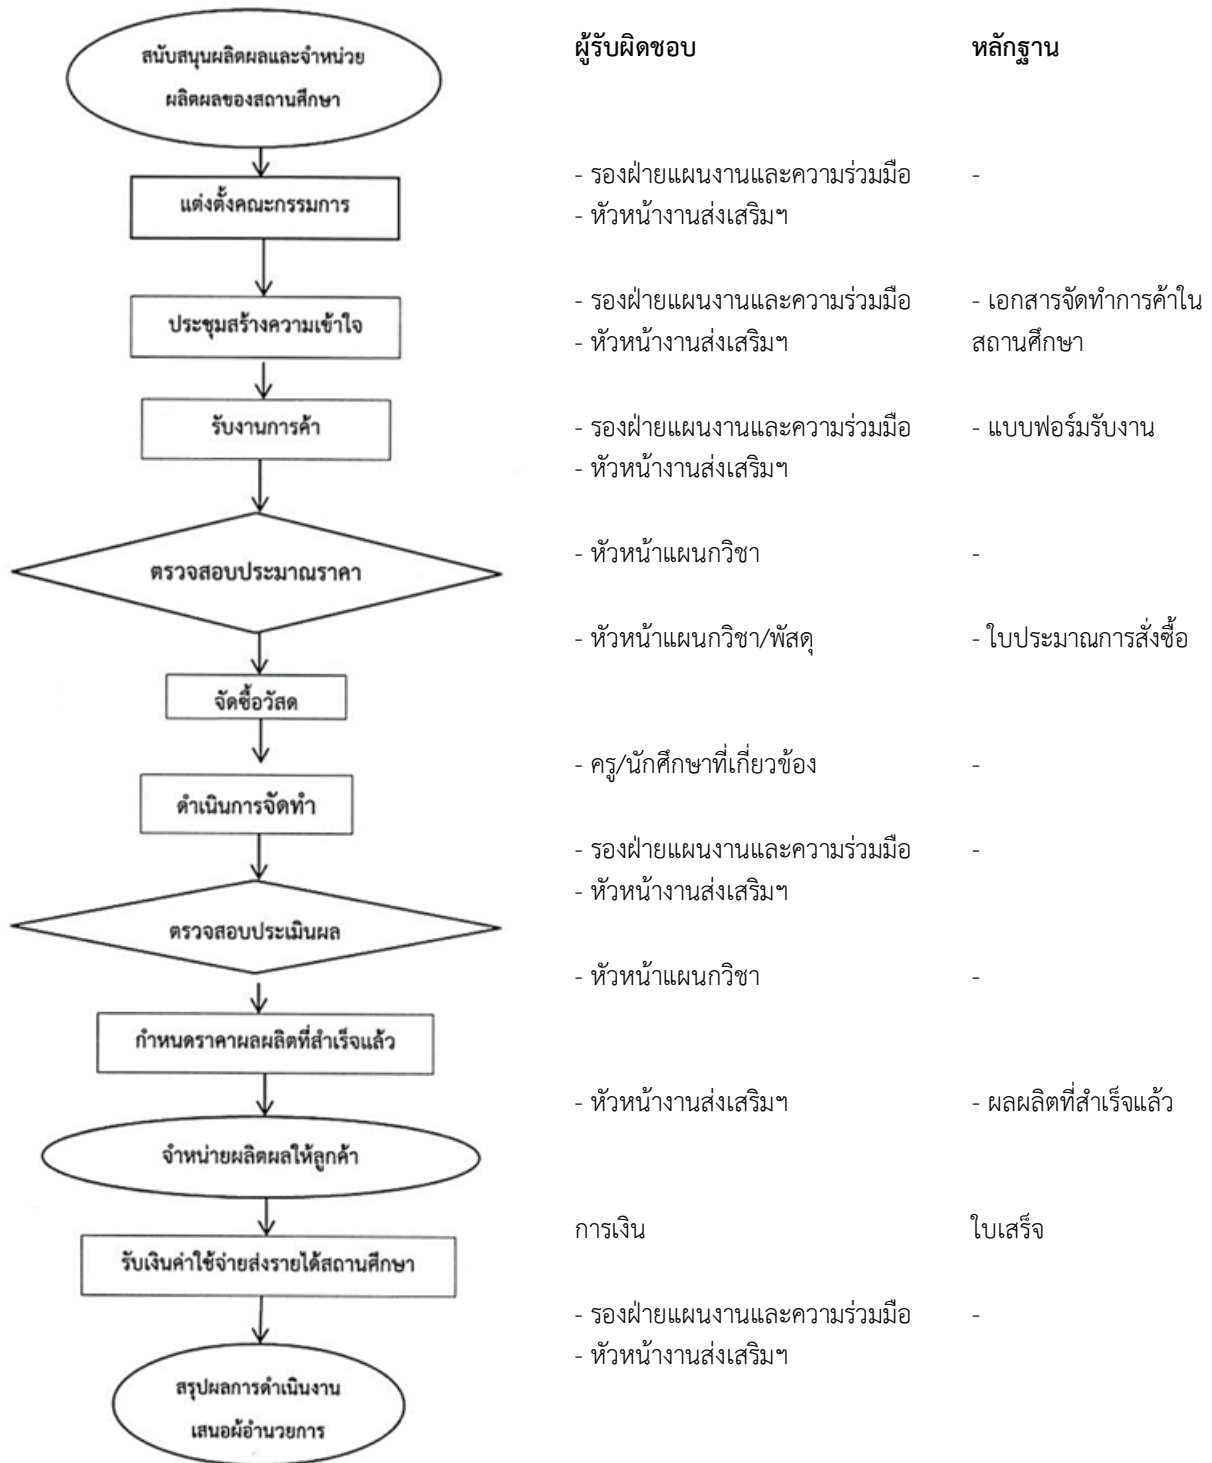 สนับสนุนผลิตผลและจำหน่วย
ผลิตผลของสถานศึกษา
ผู้รับผิดชอบ
หลักฐาน
แต่งตั้งคณะกรรมการ
- รองฝ่ายแผนงานและความร่วมมือ
-
- หัวหน้างานส่งเสริมฯ
ประชุมสร้างความเข้าใจ
- รองฝ่ายแผนงานและความร่วมมือ
- เอกสารจัดทำการค้าใน
- หัวหน้างานส่งเสริมฯ
สถานศึกษา
รับงานการค้า
- รองฝ่ายแผนงานและความร่วมมือ
- แบบฟอร์มรับงาน
- หัวหน้างานส่งเสริมฯ
ตรวจสอบประมาณราคา
- หัวหน้าแผนกวิชา
-
- หัวหน้าแผนกวิชา/พัสดุ
- ใบประมาณการสั่งซื้อ
จัดซื้อวัสด
- ครู/นักศึกษาที่เกี่ยวข้อง
-
ดำเนินการจัดทำ
- รองฝ่ายแผนงานและความร่วมมือ
-
- หัวหน้างานส่งเสริมฯ
ตรวจสอบประเมินผล
- หัวหน้าแผนกวิชา
-
กำหนดราคาผลผลิตที่สำเร็จแล้ว
- หัวหน้างานส่งเสริมฯ
- ผลผลิตที่สำเร็จแล้ว
จำหน่ายผลิตผลให้ลูกค้า
การเงิน
ใบเสร็จ
รับเงินค่าใช้จ่ายส่งรายได้สถานศึกษา
- รองฝ่ายแผนงานและความร่วมมือ
-
- หัวหน้างานส่งเสริมฯ
สรุปผลการดำเนินงาน
เสนอผ้อำนวยการ